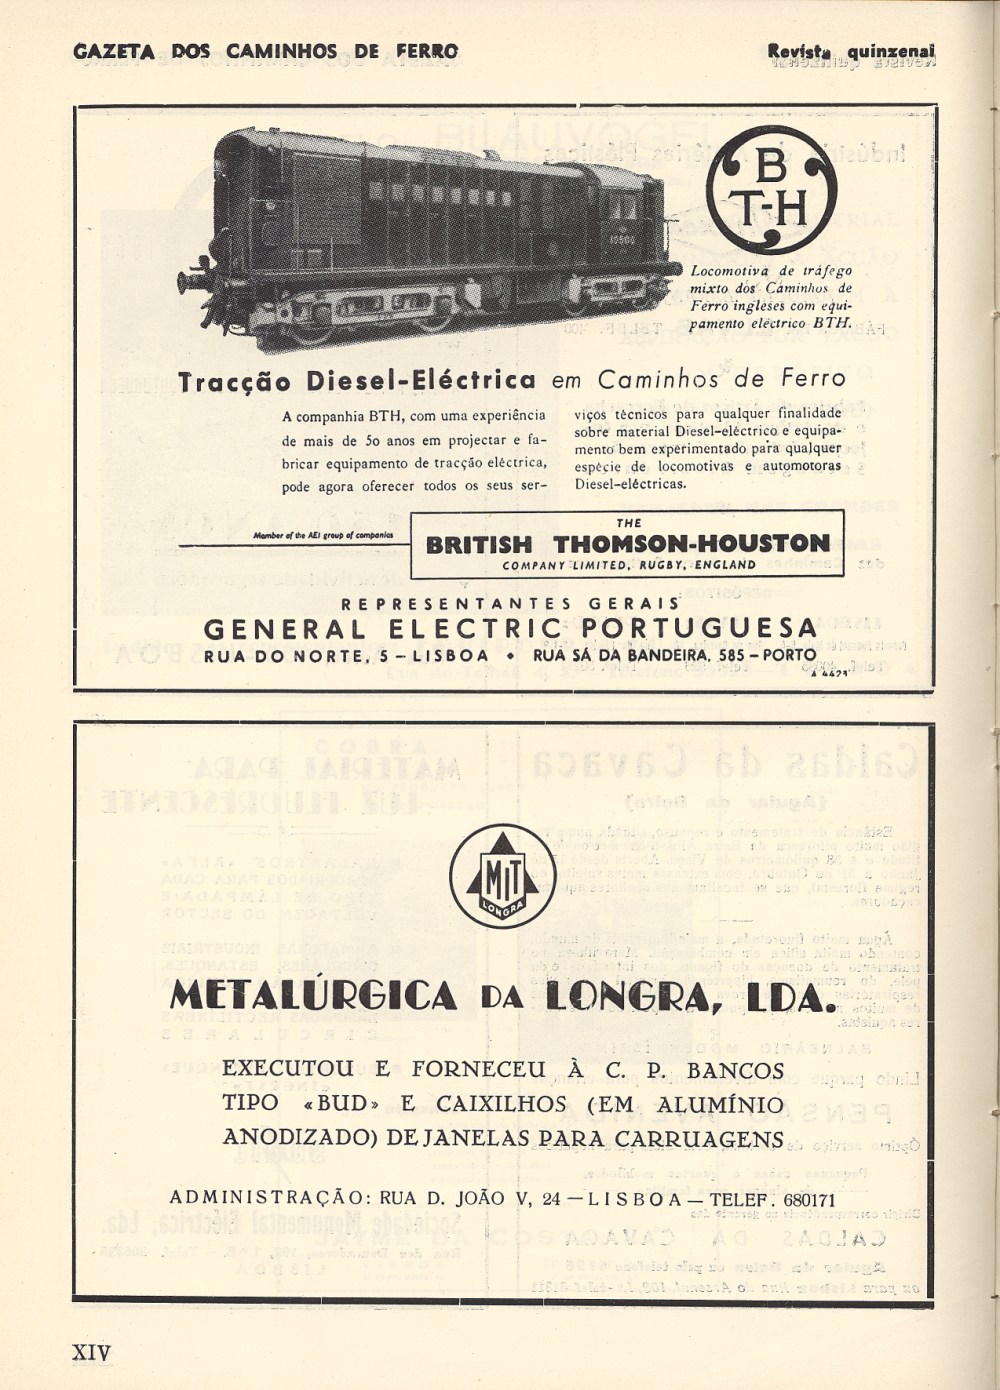 GAZETA DOS CAMINHOS DE FERRO
Revista quinzenal
10800
B
T-H
Locomotiva de tráfego
mixto dos Caminhos de
Ferro ingleses com equi-
pamento eléctrico BTH.
Tracção Diesel-Eléctrica em Caminhos de Ferro
A companhia BTH, com uma experiência
de mais de 50 anos em projectar e fa-
bricar equipamento de tracção eléctrica,
pode agora oferecer todos os seus ser-
viços técnicos para qualquer finalidade
sobre material Diesel-eléctrico e equipa-
mento bem experimentado para qualquer
espécie de locomotivas e automotoras
Diesel-eléctricas.
Member of the AEI group of companies
THE
BRITISH THOMSON-HOUSTON
COMPANY LIMITED, RUGBY, ENGLAND
REPRESENTANTES GERAIS
GENERAL ELECTRIC PORTUGUESA
RUA DO NORTE, 5 – LISBOA • RUA SÁ DA BANDEIRA, 585 – PORTO
MIT
LONGRA
METALÚRGICA DA LONGRA, LDA.
EXECUTOU E FORNECEU À C. P. BANCOS
TIPO «BUD» E CAIXILHOS (EM ALUMÍNIO
ANODIZADO) DE JANELAS PARA CARRUAGENS
ADMINISTRAÇÃO: RUA D. JOÃO V, 24 — LISBOA — TELEF. 680171
XIV